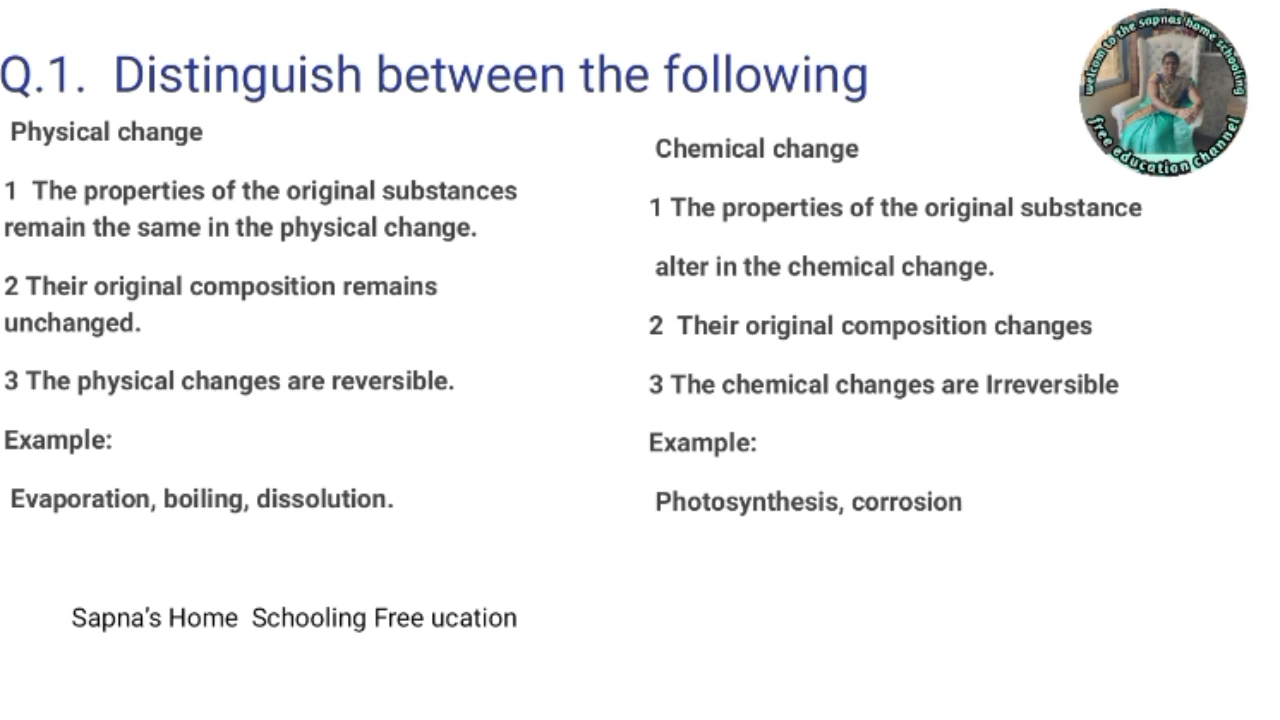 Q.1. Distinguish between the following
welcom to the sapnas home schooling
free education channel
Physical change
1 The properties of the original substances
remain the same in the physical change.
2 Their original composition remains
unchanged.
3 The physical changes are reversible.
Example:
Evaporation, boiling, dissolution.
Chemical change
1 The properties of the original substance
alter in the chemical change.
2 Their original composition changes
3 The chemical changes are Irreversible
Example:
Photosynthesis, corrosion
Sapna's Home Schooling Free ucation